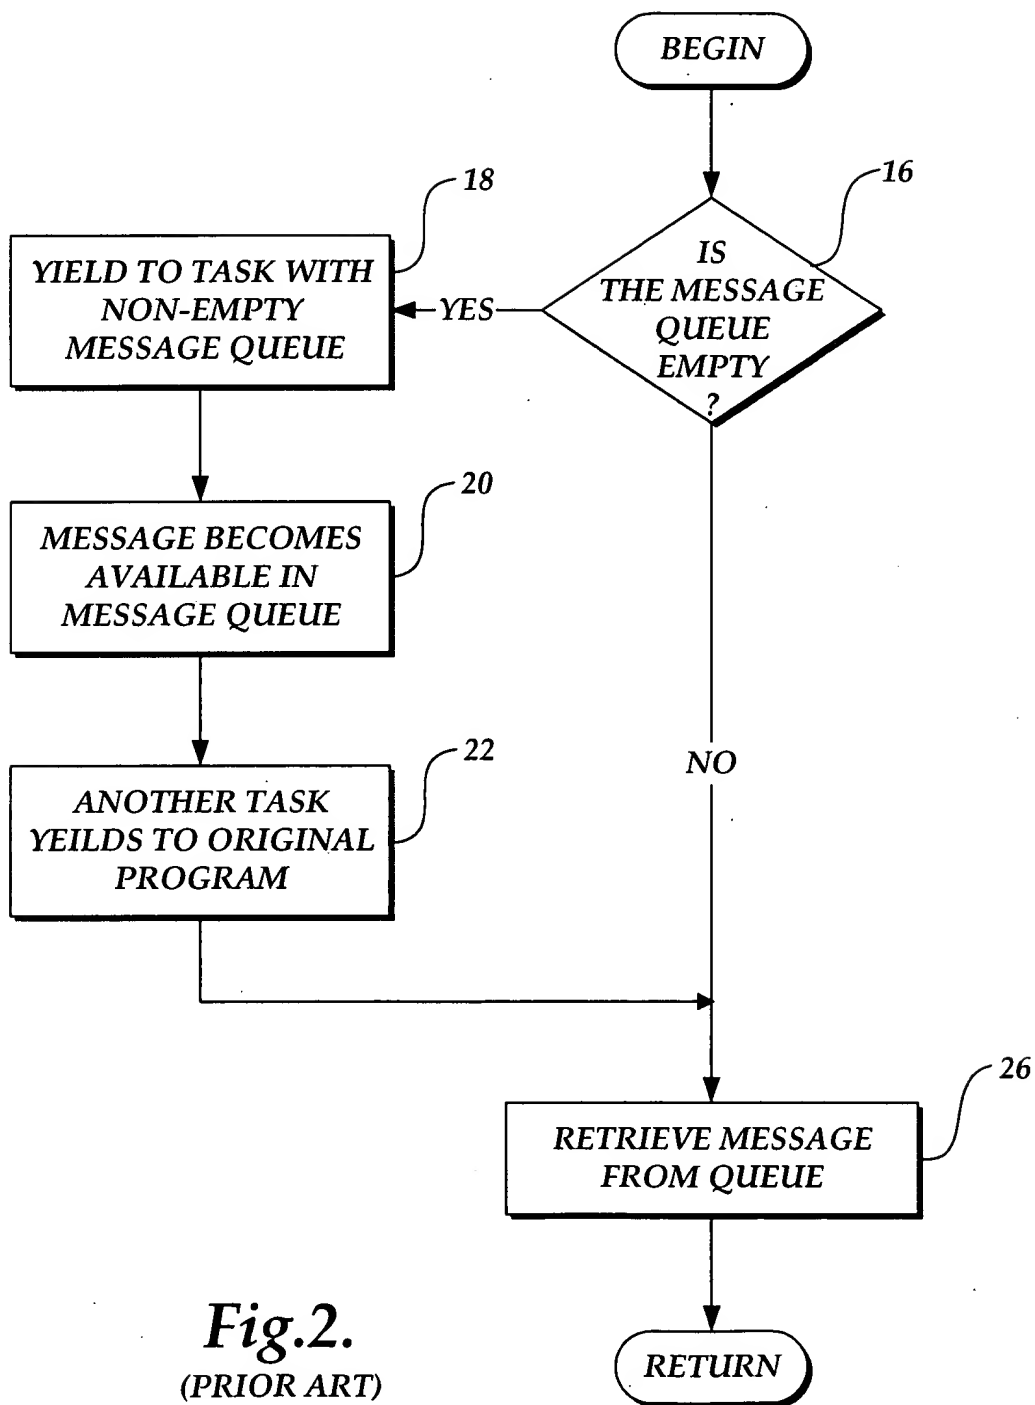 BEGIN
16
IS
THE MESSAGE
QUEUE
EMPTY
?
YES
18
YIELD TO TASK WITH
NON-EMPTY
MESSAGE QUEUE
20
MESSAGE BECOMES
AVAILABLE IN
MESSAGE QUEUE
22
ANOTHER TASK
YEILDS TO ORIGINAL
PROGRAM
NO
26
RETRIEVE MESSAGE
FROM QUEUE
RETURN
Fig.2.
(PRIOR ART)